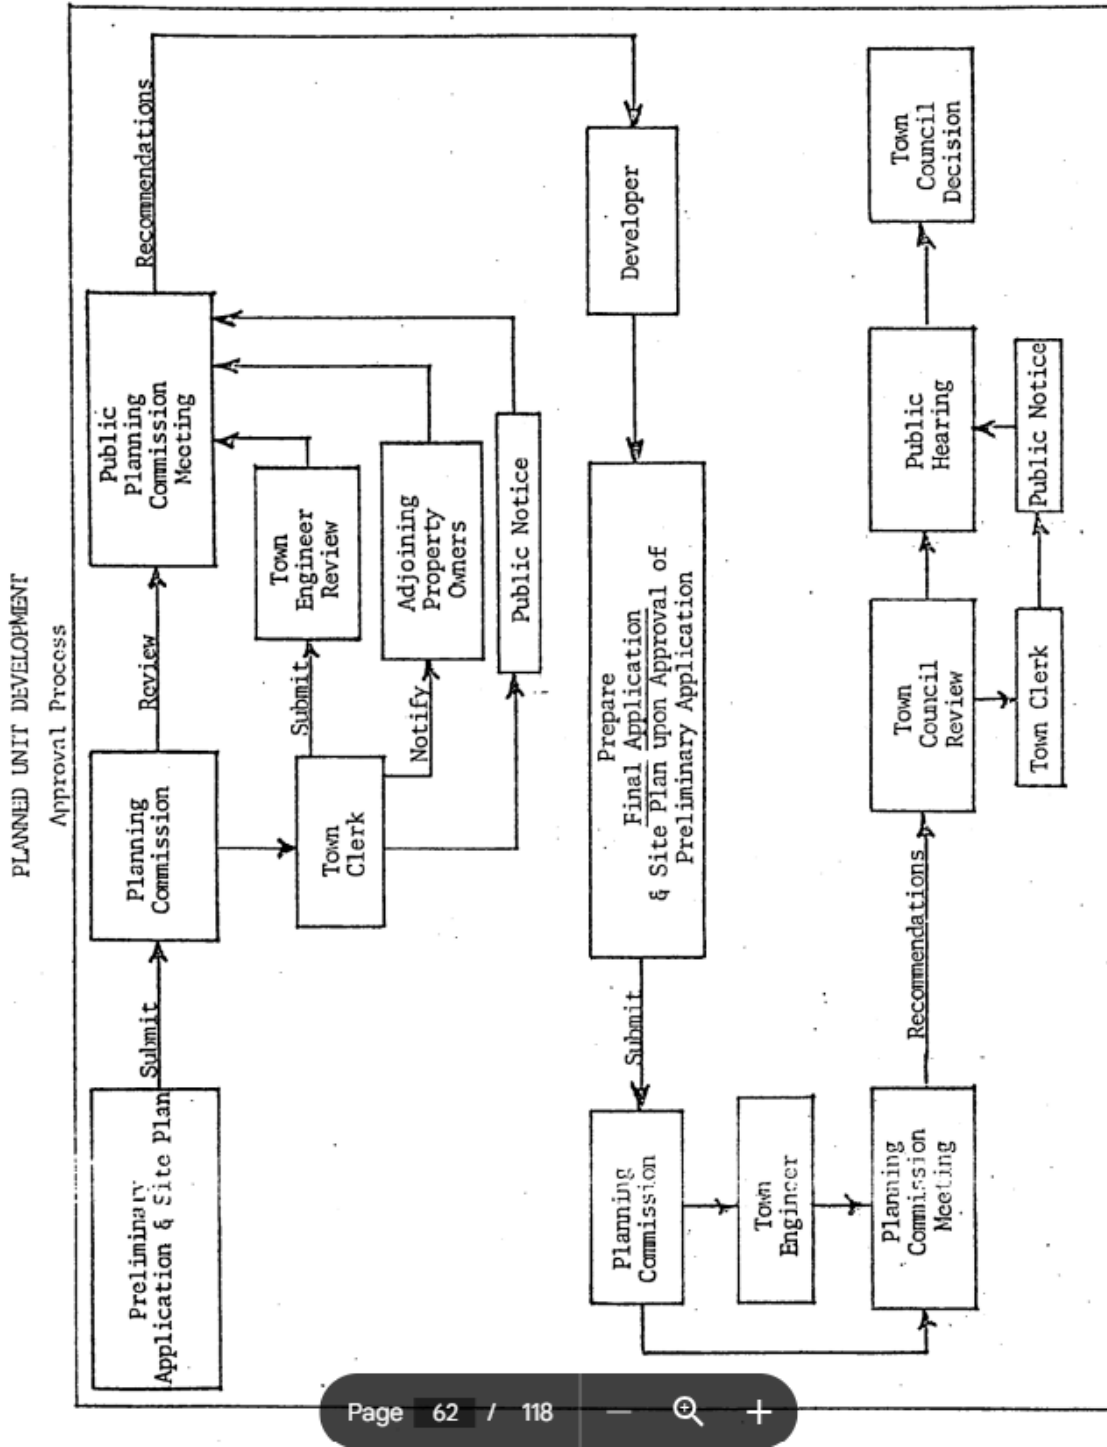 PLANNED UNIT DEVELOPMENT
Approval Process
Preliminary
Application & Site Plan
Submit
Planning
Commission
Review
Public
Planning
Commission
Meeting
Recommendations
Town
Clerk
Submit
Town
Engineer
Review
Notify
Adjoining
Property
Owners
Public Notice
Developer
Prepare
Final Application
& Site Plan upon Approval of
Preliminary Application
Submit
Planning
Commission
Town
Engineer
Planning
Commission
Meeting
Recommendations
Town
Council
Review
Town Clerk
Public Notice
Public
Hearing
Town
Council
Decision
Page 62 / 118